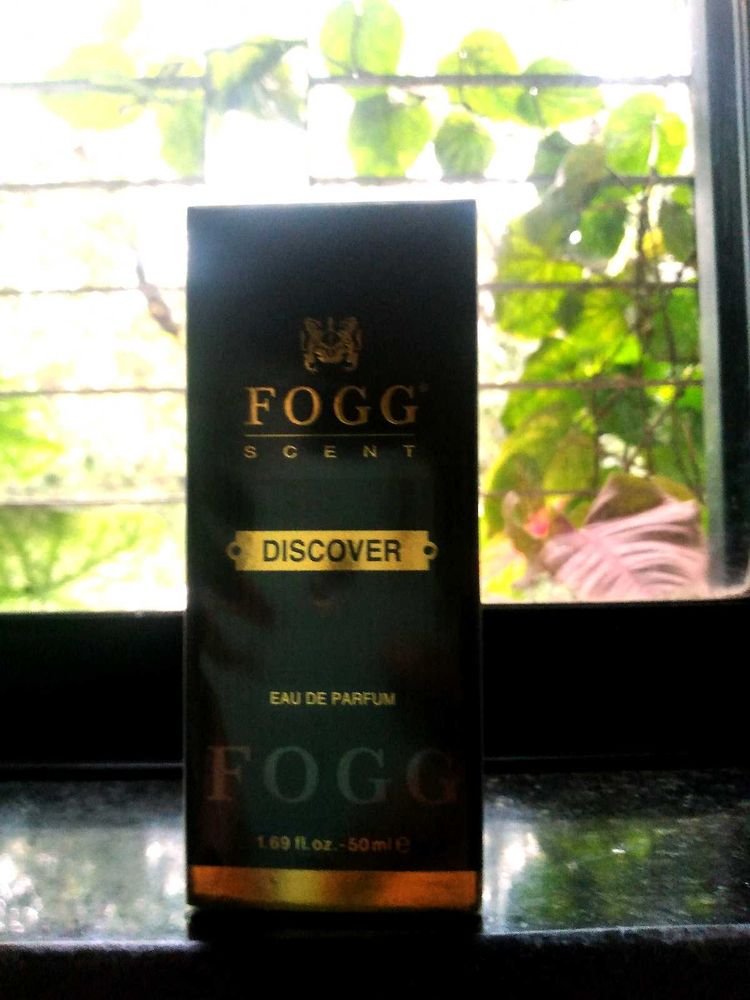 FOGG®
SCENT
DISCOVER
EAU DE PARFUM
FOGG
1.69 fl.oz.-50ml e